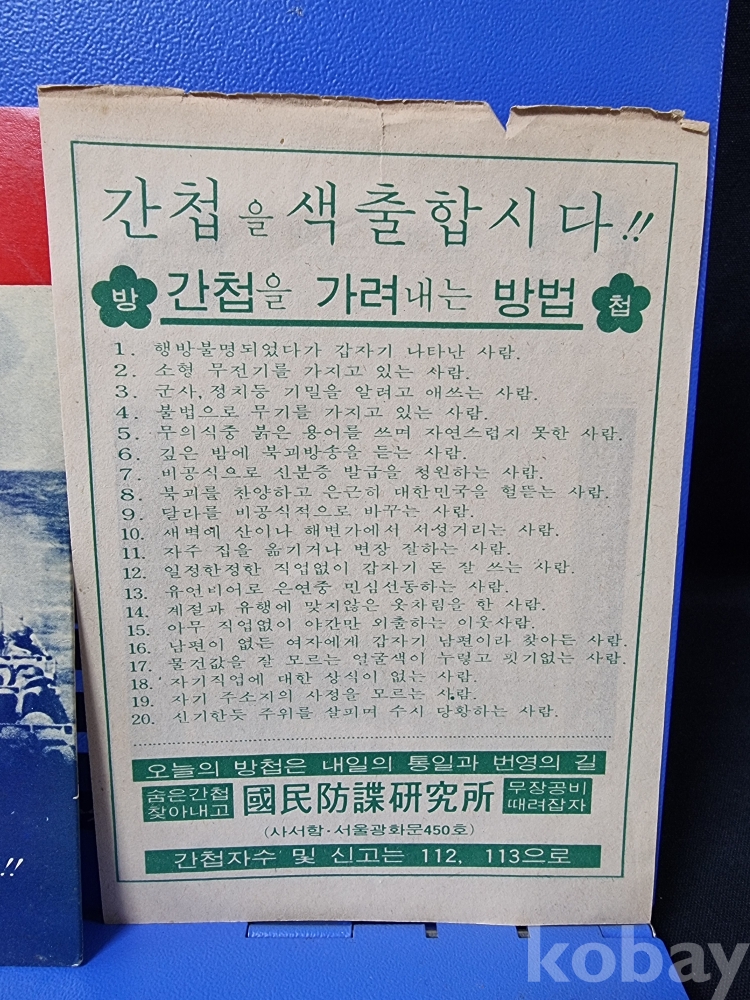 간첩을 색출합시다!!
방 간첩을 가려내는 방법 첩
1. 행방불명되었다가 갑자기 나타난 사람.
2. 소형 무전기를 가지고 있는 사람.
3. 군사, 정치등 기밀을 알려고 애쓰는 사람.
4. 불법으로 무기를 가지고 있는 사람.
5. 무의식중 붉은 용어를 쓰며 자연스럽지 못한 사람.
6. 깊은 밤에 북괴방송을 듣는 사람.
7. 비공식으로 신분증 발급을 청원하는 사람.
8. 북괴를 찬양하고 은근히 대한민국을 헐뜯는 사람.
9. 달라를 비공식적으로 바꾸는 사람.
10. 새벽에 산이나 해변가에서 서성거리는 사람.
11. 자주 집을 옮기거나 변장 잘하는 사람.
12. 일정한정한 직업없이 갑자기 돈 잘 쓰는 사람.
13. 유언비어로 은연중 민심선동하는 사람.
14. 계절과 유행에 맞지않은 옷차림을 한 사람.
15. 아무 직업없이 야간만 외출하는 이웃사람.
16. 남편이 없든 여자에게 갑자기 남편이라 찾아든 사람.
17. 물건값을 잘 모르는 얼굴색이 누렇고 핏기없는 사람.
18. 자기직업에 대한 상식이 없는 사람.
19. 자기 주소지의 사정을 모르는 사람.
20. 신기한듯 주위를 살피며 수시 당황하는 사람.
오늘의 방첩은 내일의 통일과 번영의 길
숨은간첩 찾아내고 國民防諜硏究所 무장공비 때려잡자
(사서함·서울광화문450호)
간첩자수 및 신고는 112, 113으로
!!
kobay